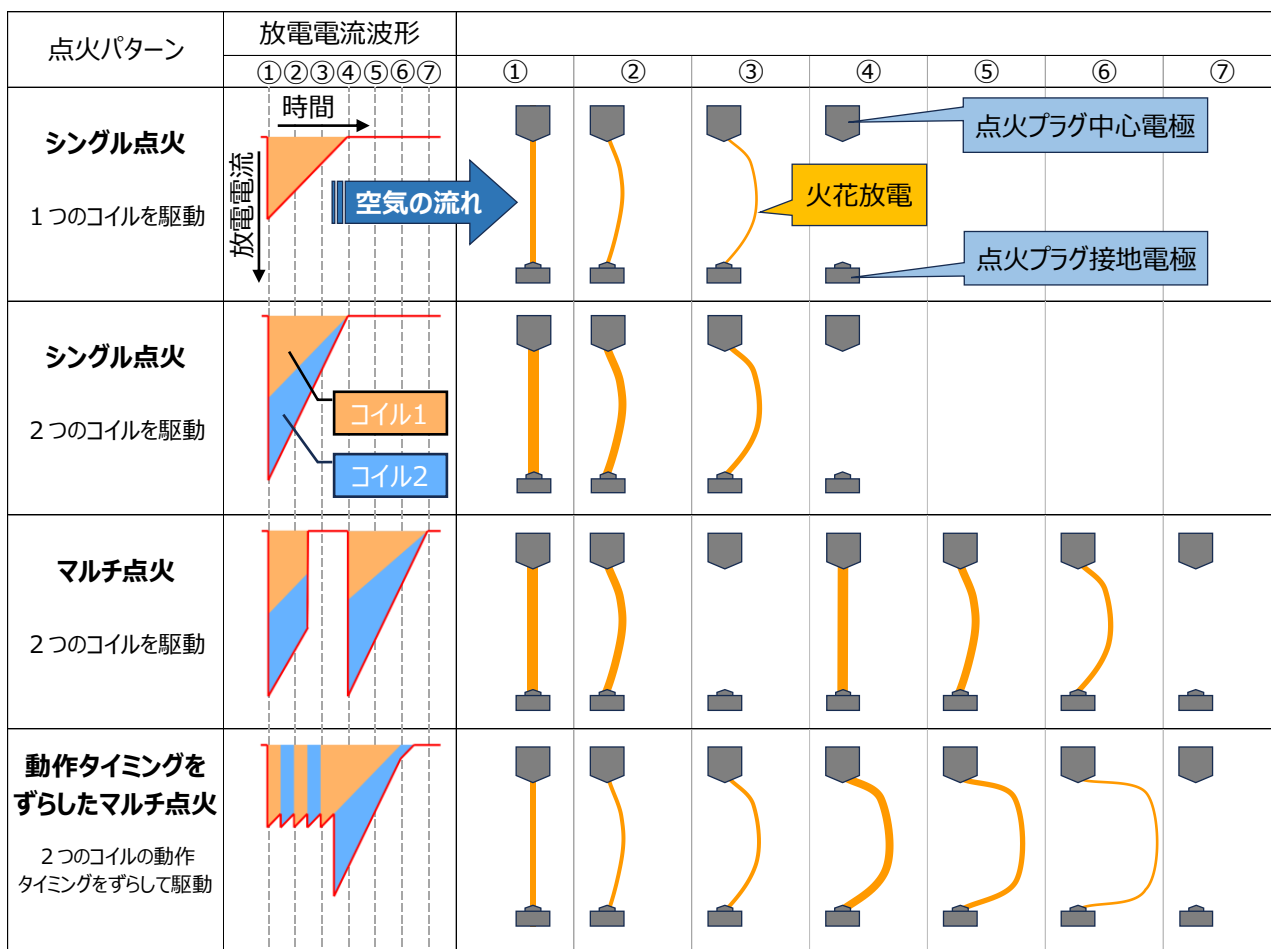 点火パターン
放電電流波形
①②③④⑤⑥⑦
① ② ③ ④ ⑤ ⑥ ⑦
シングル点火
1つのコイルを駆動
時間
放電電流
空気の流れ
火花放電
点火プラグ中心電極
点火プラグ接地電極
シングル点火
2つのコイルを駆動
コイル1
コイル2
マルチ点火
2つのコイルを駆動
動作タイミングを
ずらしたマルチ点火
2つのコイルの動作
タイミングをずらして駆動